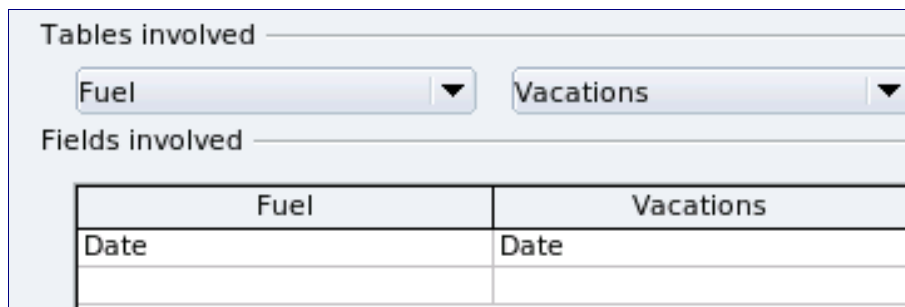 Tables involved
Fuel Vacations
Fields involved
Fuel Vacations
Date Date